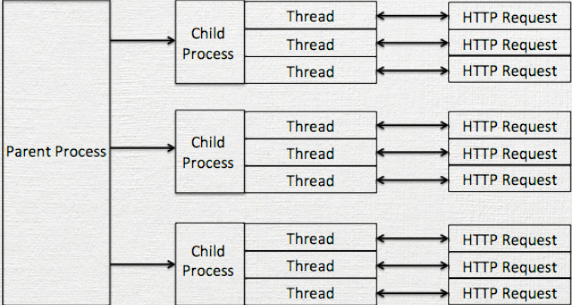 Parent Process
Child
Process
Thread
HTTP Request
Thread
HTTP Request
Thread
HTTP Request
Child
Process
Thread
HTTP Request
Thread
HTTP Request
Thread
HTTP Request
Child
Process
Thread
HTTP Request
Thread
HTTP Request
Thread
HTTP Request